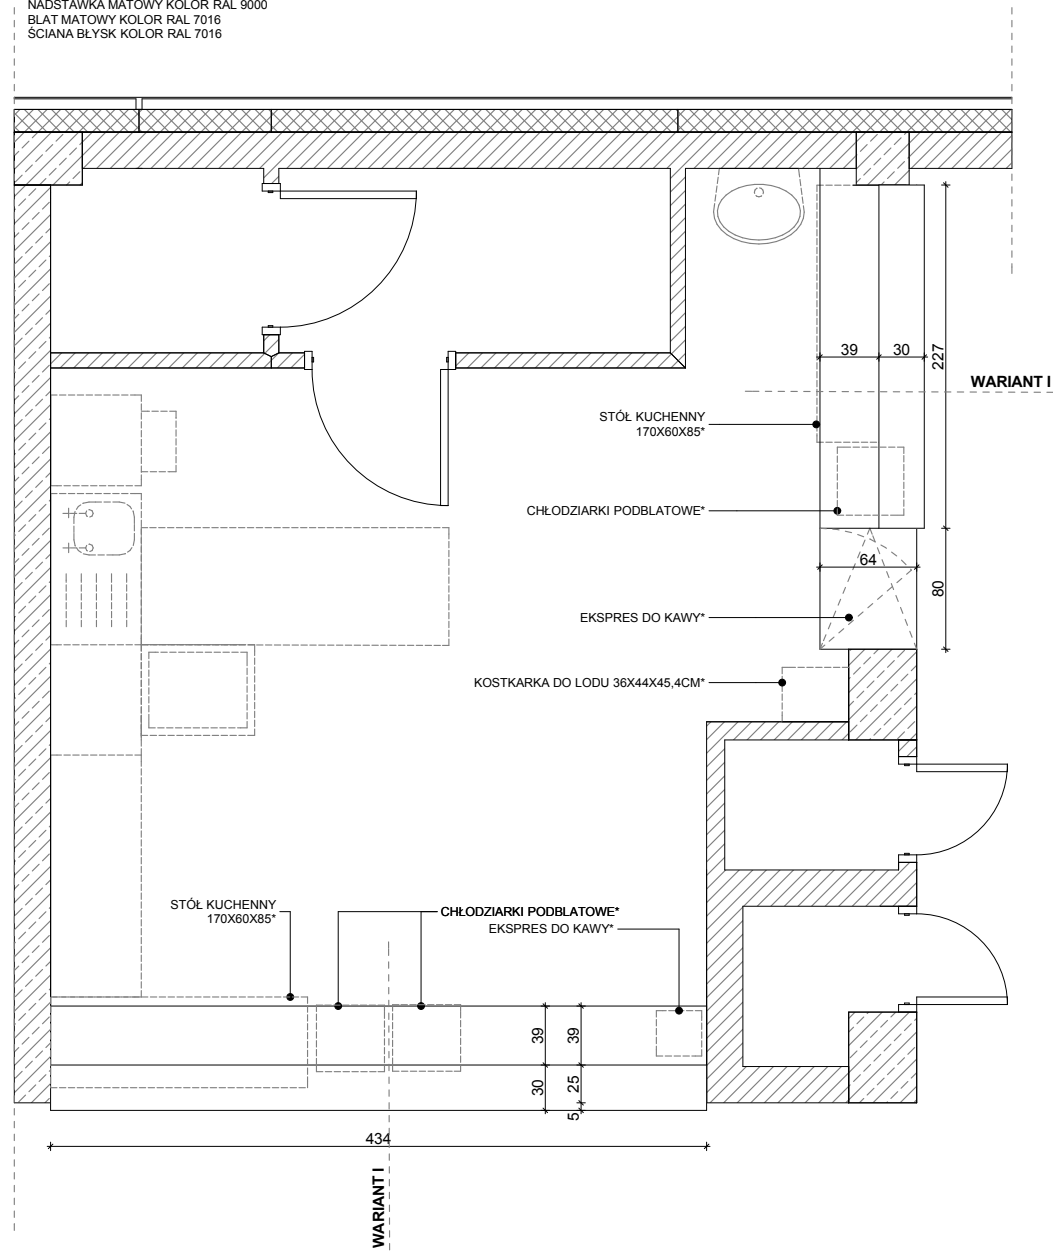 NADSTAWKA MATOWY KOLOR RAL 9000
BLAT MATOWY KOLOR RAL 7016
ŚCIANA BŁYSK KOLOR RAL 7016
39
30
227
WARIANT I
STÓŁ KUCHENNY
170X60X85*
CHŁODZIARKI PODBLATOWE*
64
80
EKSPRES DO KAWY*
KOSTKARKA DO LODU 36X44X45,4CM*
STÓŁ KUCHENNY
170X60X85*
CHŁODZIARKI PODBLATOWE*
EKSPRES DO KAWY*
39
39
30
25
5
434
WARIANT I